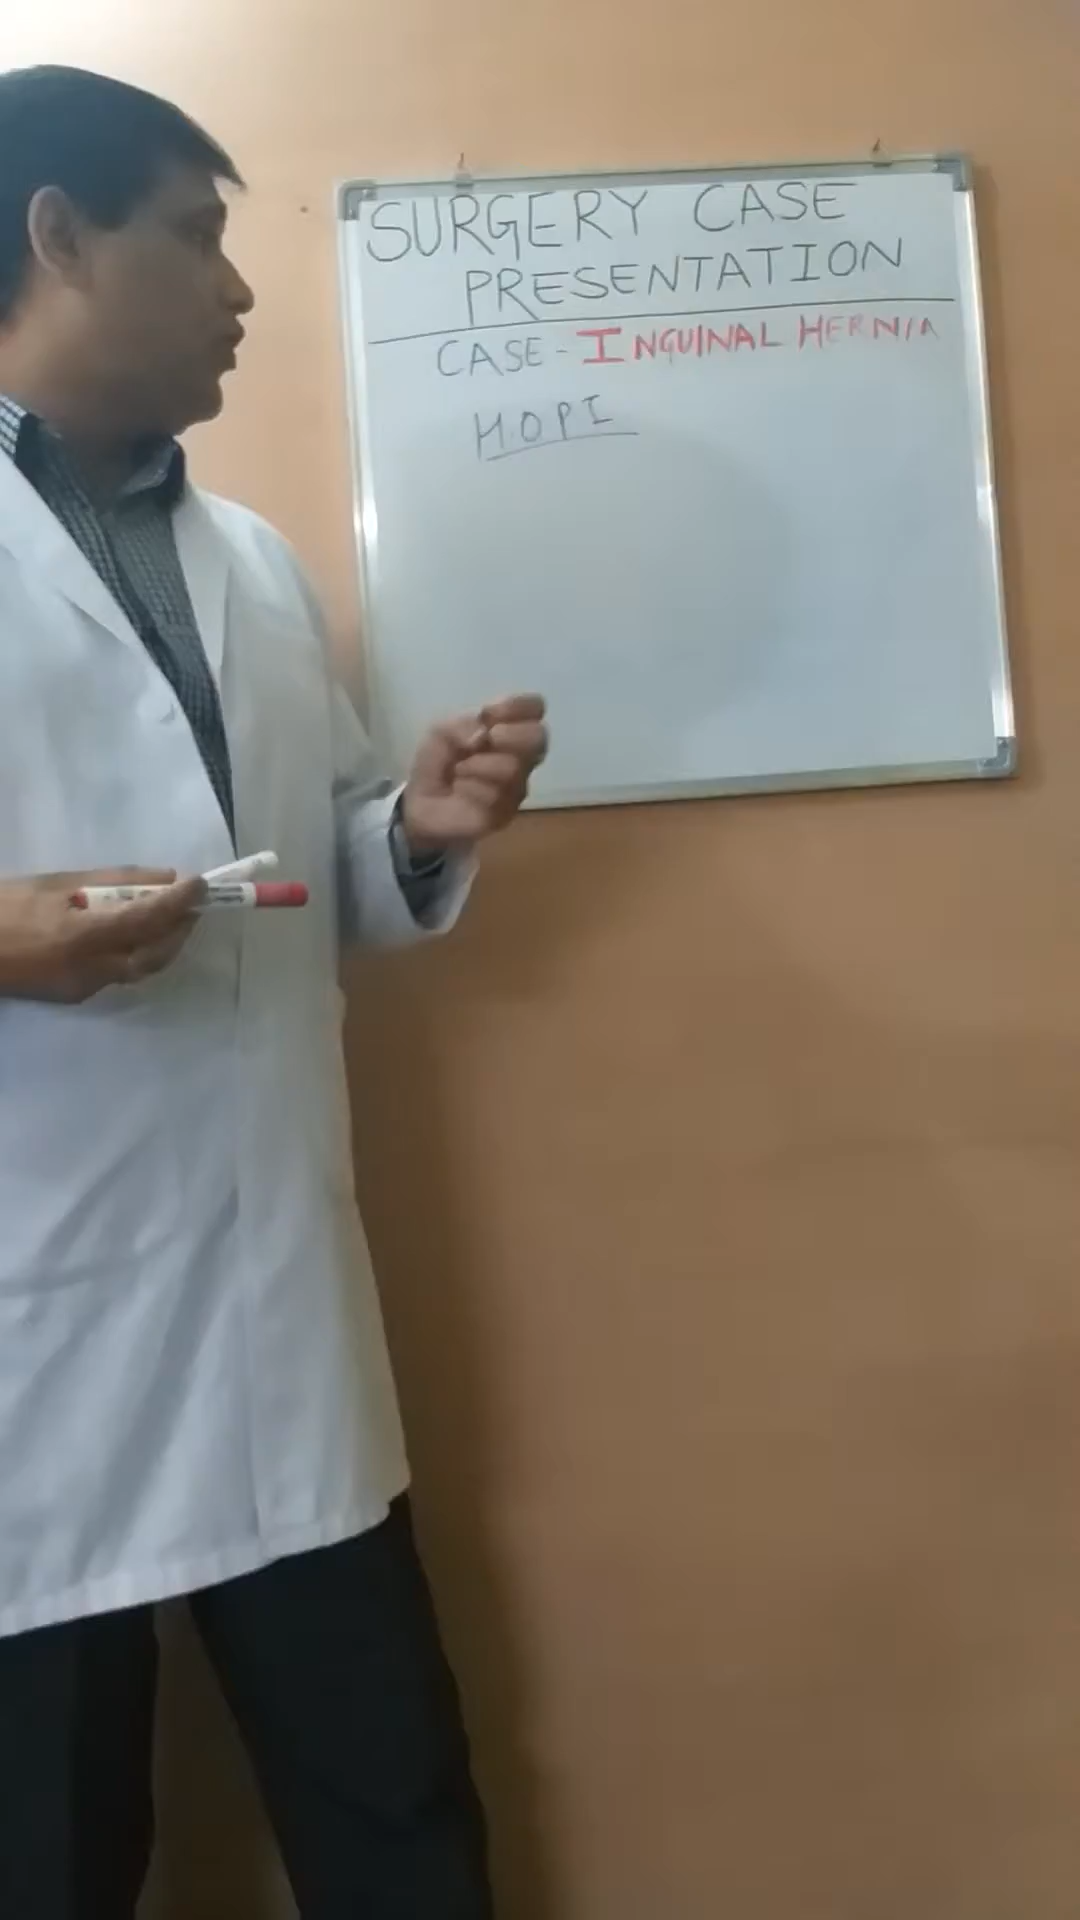 SURGERY CASE
PRESENTATION
CASE - INGUINAL HERNIA
H.O.P.I